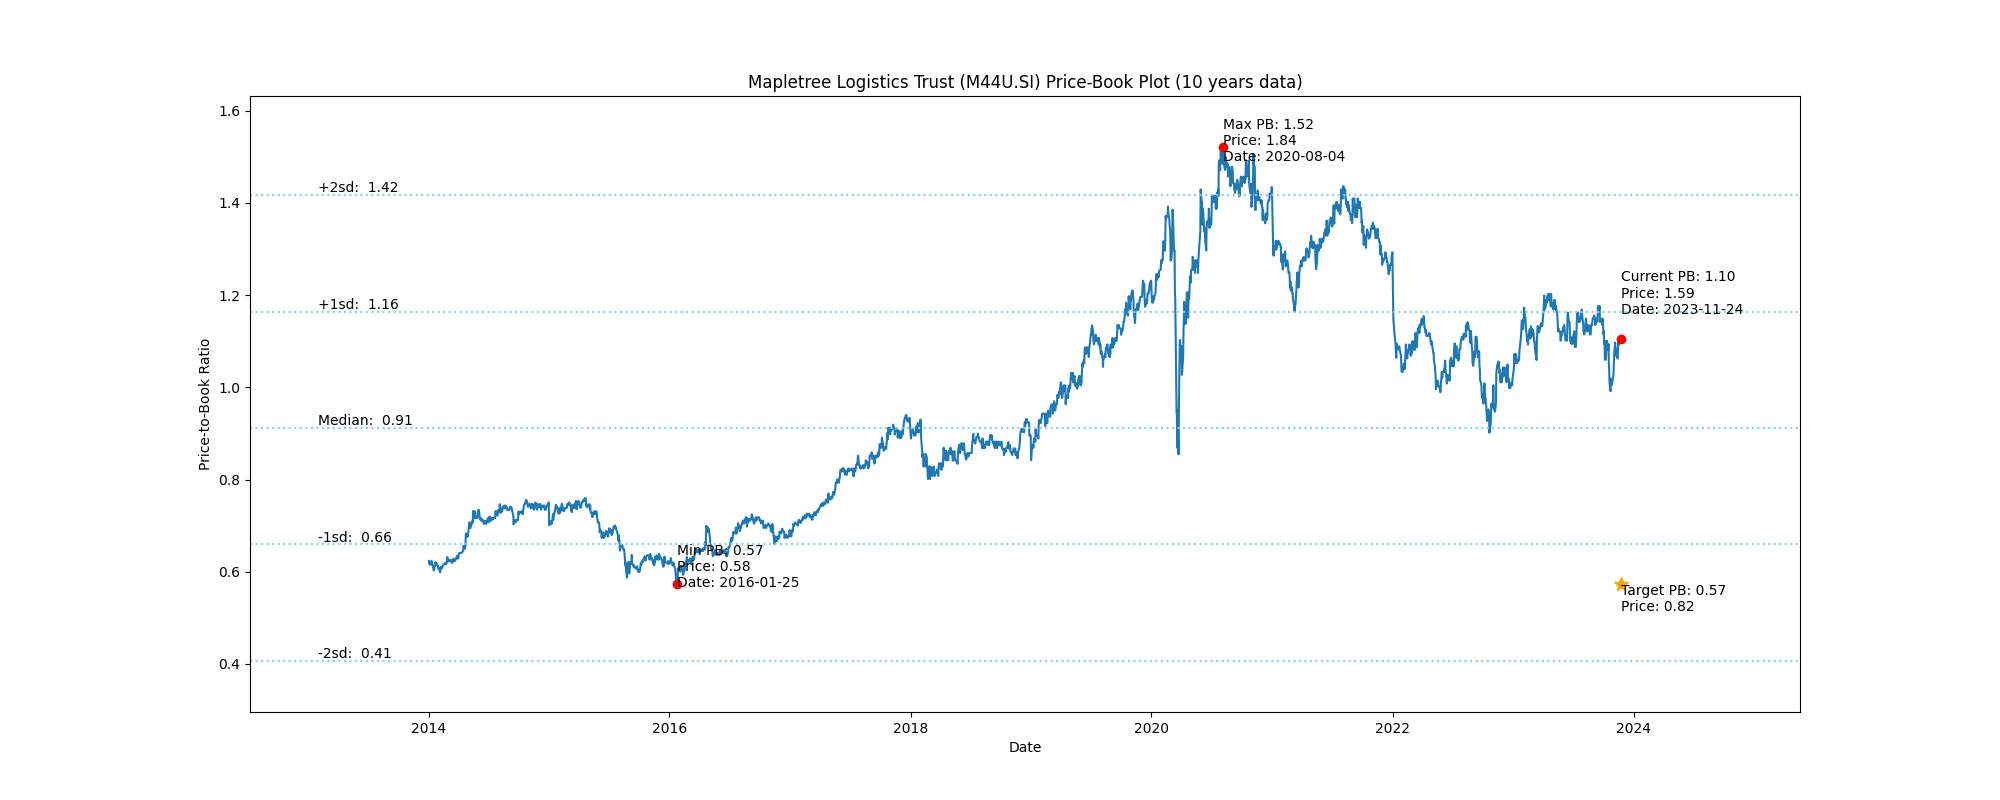 Mapletree Logistics Trust (M44U.SI) Price-Book Plot (10 years data)
Price-to-Book Ratio
1.6
1.4
1.2
1.0
0.8
0.6
0.4
+2sd:  1.42
+1sd:  1.16
Median:  0.91
-1sd:  0.66
-2sd:  0.41
Max PB: 1.52
Price: 1.84
Date: 2020-08-04
Current PB: 1.10
Price: 1.59
Date: 2023-11-24
Min PB: 0.57
Price: 0.58
Date: 2016-01-25
Target PB: 0.57
Price: 0.82
2014
2016
2018
2020
2022
2024
Date